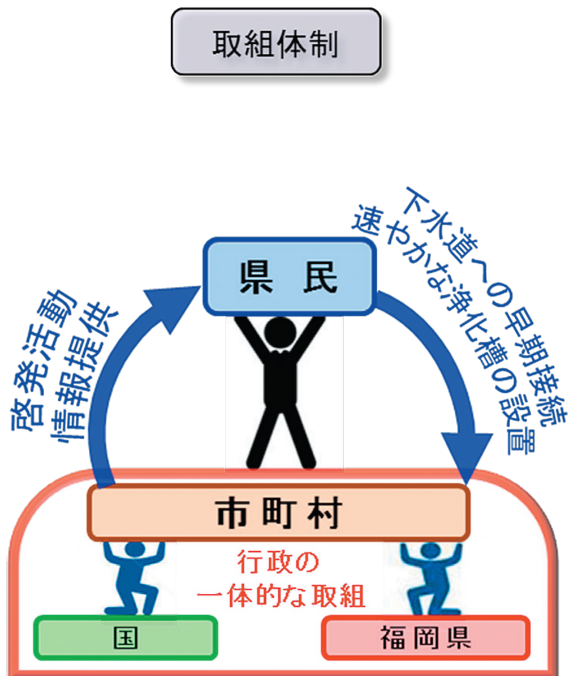 取組体制
県民
啓発活動
情報提供
下水道への早期接続
速やかな浄化槽の設置
市町村
行政の
一体的な取組
国
福岡県